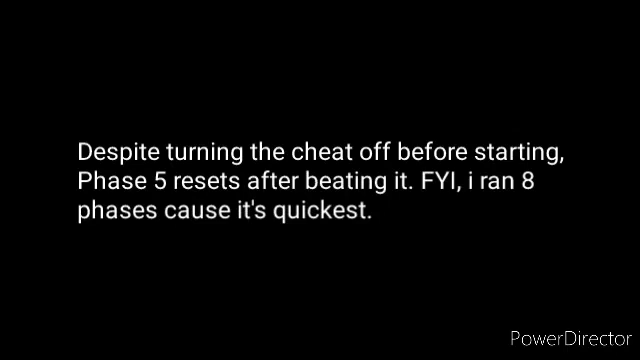 Despite turning the cheat off before starting,
Phase 5 resets after beating it. FYI, i ran 8
phases cause it's quickest.
PowerDirector